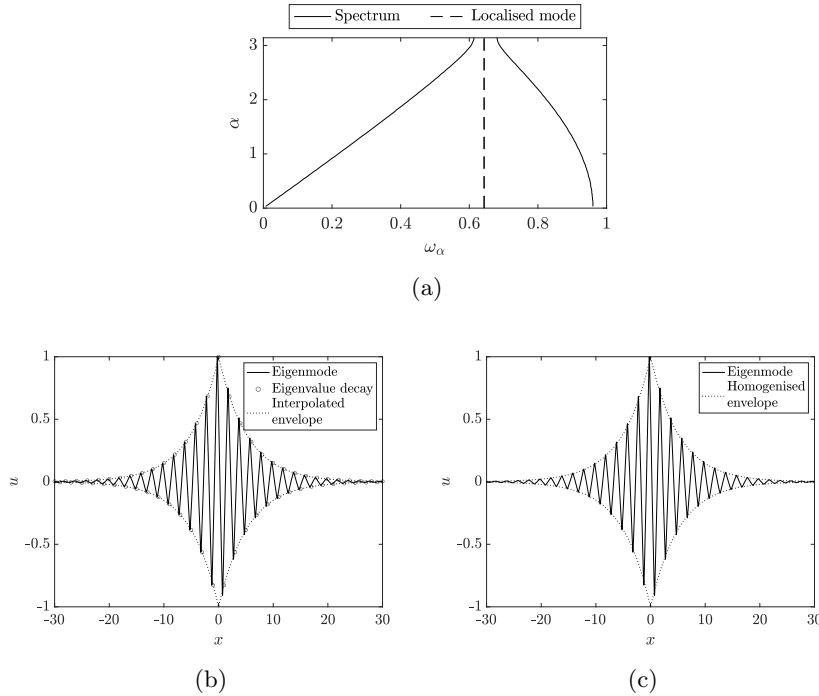 Spectrum Localised mode
3
2
1
0
α
0 0.2 0.4 0.6 0.8 1
ω_α
(a)
1
0.5
0
-0.5
-1
u
Eigenmode
Eigenvalue decay
Interpolated
envelope
-30 -20 -10 0 10 20 30
x
(b)
1
0.5
0
-0.5
-1
u
Eigenmode
Homogenised
envelope
-30 -20 -10 0 10 20 30
x
(c)